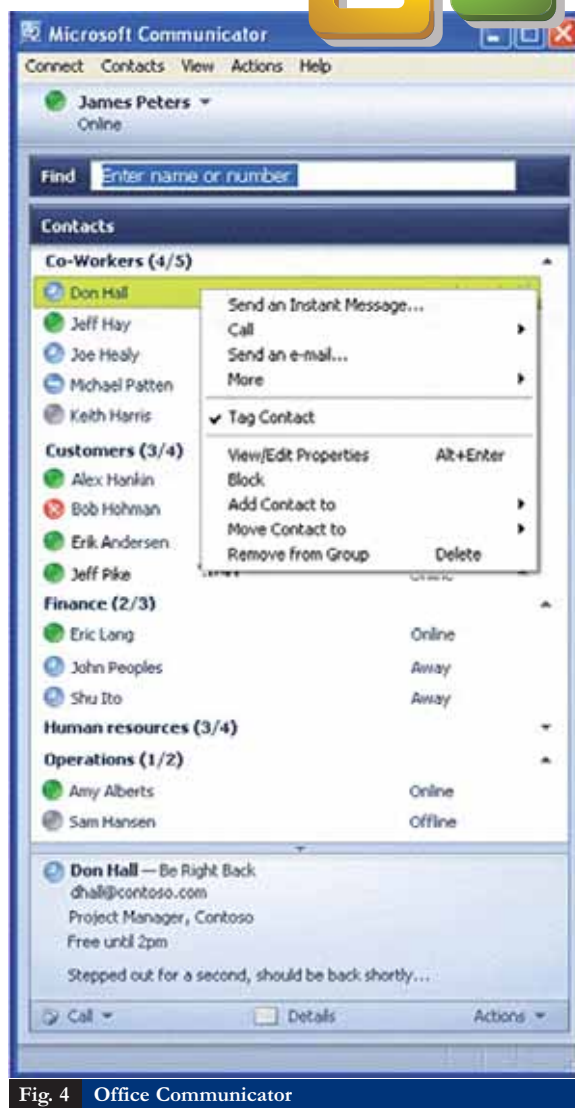 Microsoft Communicator
Connect Contacts View Actions Help
James Peters
Online
Find Enter name or number
Contacts
Co-Workers (4/5)
Don Hall
Jeff Hay
Joe Healy
Michael Patten
Keith Harris
Send an Instant Message...
Call
Send an e-mail...
More
Tag Contact
View/Edit Properties Alt+Enter
Block
Add Contact to
Move Contact to
Remove from Group Delete
Customers (3/4)
Alex Hankin
Bob Hohman
Erik Andersen
Jeff Pike Online
Finance (2/3)
Eric Lang Online
John Peoples Away
Shu Ito Away
Human resources (3/4)
Operations (1/2)
Amy Alberts Online
Sam Hansen Offline
Don Hall — Be Right Back
dhall@contoso.com
Project Manager, Contoso
Free until 2pm
Stepped out for a second, should be back shortly...
Call Details Actions
Fig. 4 Office Communicator